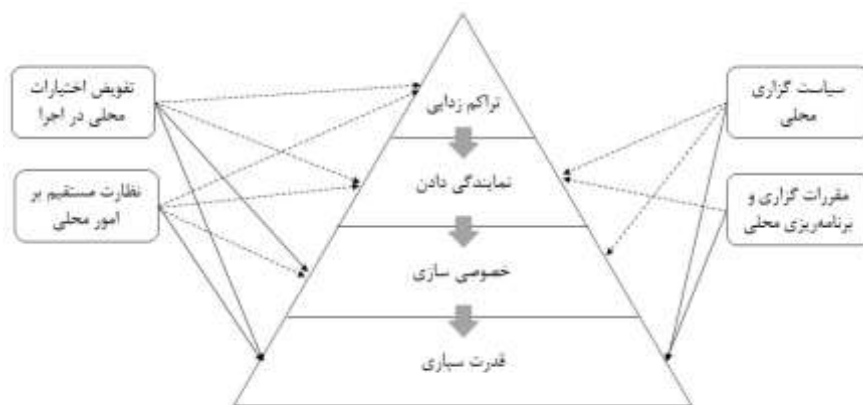 تفویض اختیارات
محلی در اجرا
نظارت مستقیم بر
امور محلی
سیاست گزاری
محلی
مقررات گزاری و
برنامه‌ریزی محلی
تراکم زدایی
نمایندگی دادن
خصوصی سازی
قدرت سپاری